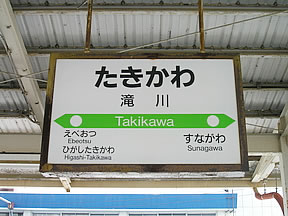 たきかわ
滝川
Takikawa
えべおつ
Ebeotsu
ひがしたきかわ
Higashi-Takikawa
すながわ
Sunagawa